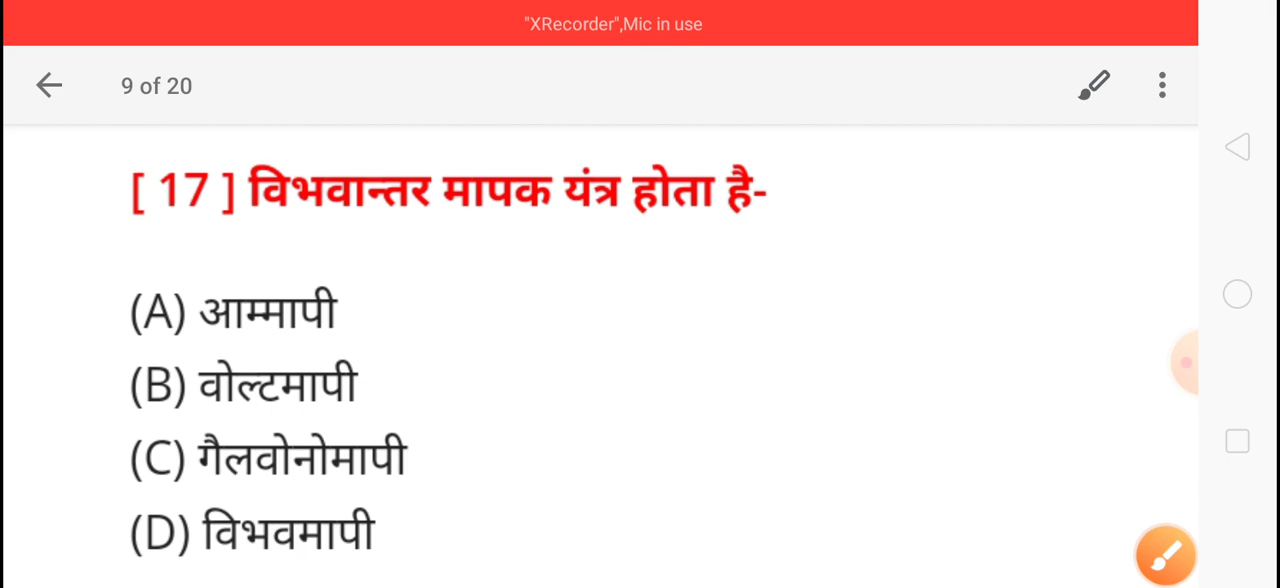 "XRecorder",Mic in use
9 of 20
[ 17 ] विभवान्तर मापक यंत्र होता है-
(A) आम्मापी
(B) वोल्टमापी
(C) गैलवोनोमापी
(D) विभवमापी